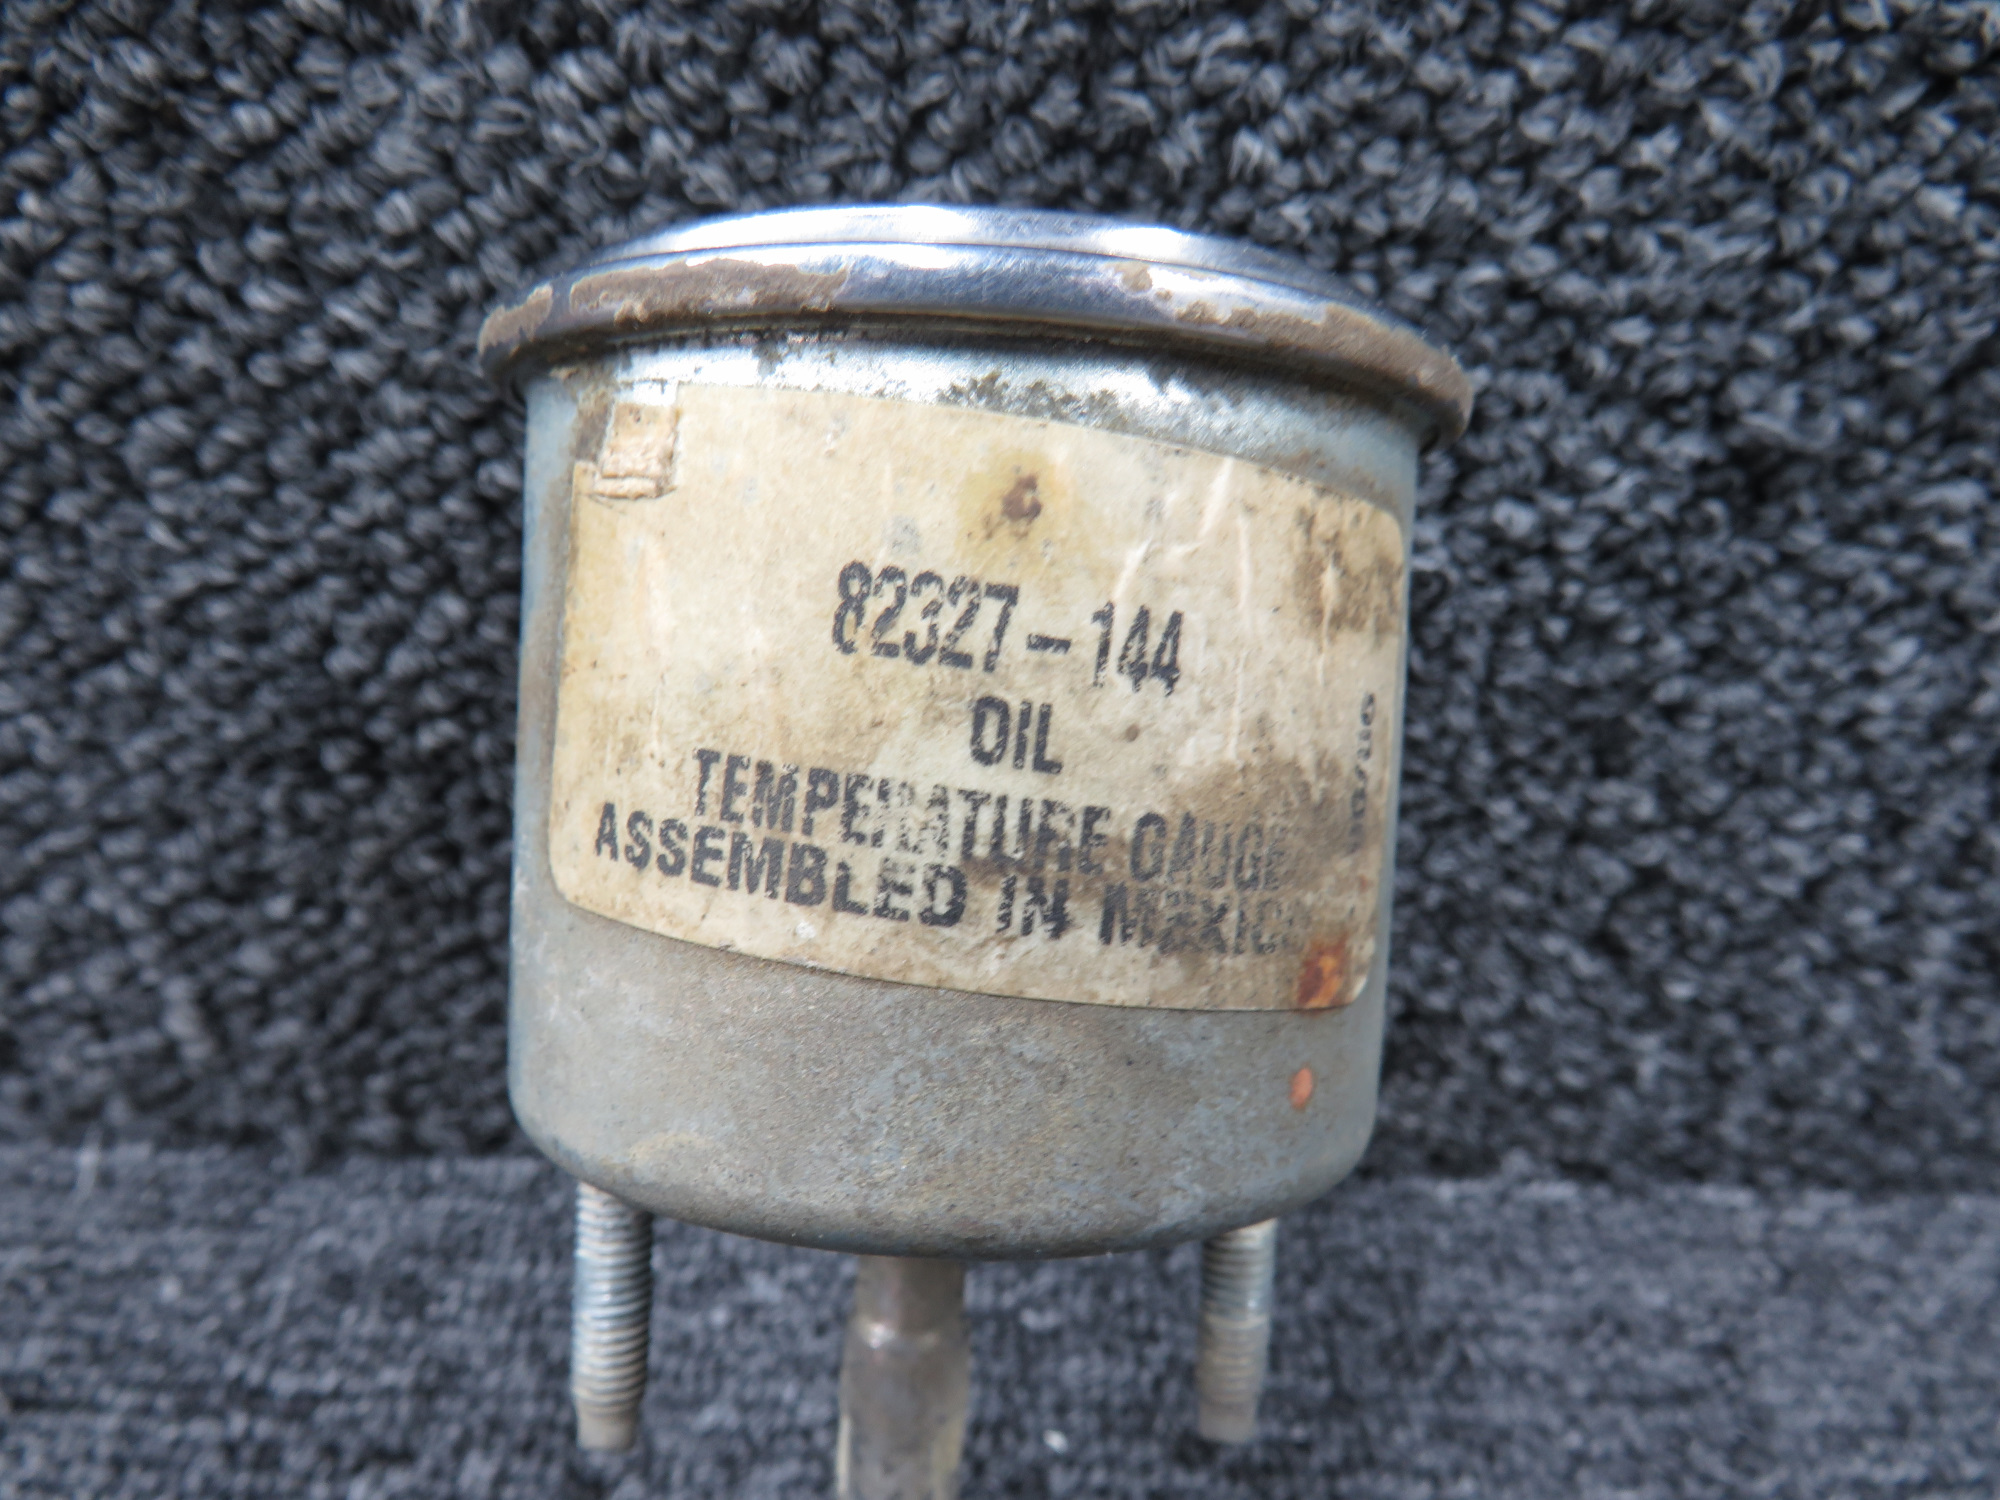 82327-144
OIL
TEMPERATURE GAUGE
ASSEMBLED IN MEXICO